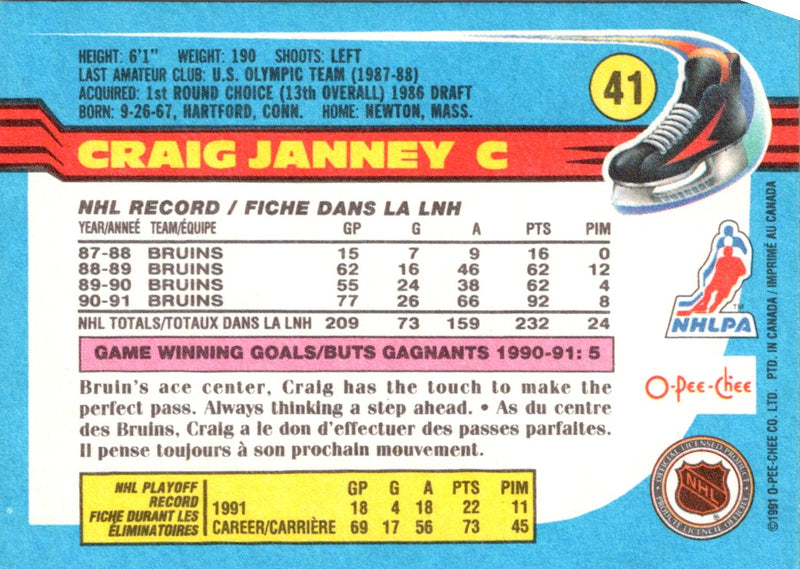 HEIGHT: 6'1" WEIGHT: 190 SHOOTS: LEFT
LAST AMATEUR CLUB: U.S. OLYMPIC TEAM (1987-88)
ACQUIRED: 1st ROUND CHOICE (13th OVERALL) 1986 DRAFT
BORN: 9-26-67, HARTFORD, CONN. HOME: NEWTON, MASS.
41
CRAIG JANNEY C
NHL RECORD / FICHE DANS LA LNH
YEAR/ANNEÉ TEAM/ÉQUIPE GP G A PTS PIM
87-88 BRUINS 15 7 9 16 0
88-89 BRUINS 62 16 46 62 12
89-90 BRUINS 55 24 38 62 4
90-91 BRUINS 77 26 66 92 8
NHL TOTALS/TOTAUX DANS LA LNH 209 73 159 232 24
GAME WINNING GOALS/BUTS GAGNANTS 1990-91: 5
Bruin's ace center, Craig has the touch to make the
perfect pass. Always thinking a step ahead. • As du centre
des Bruins, Craig a le don d'effectuer des passes parfaites.
Il pense toujours à son prochain mouvement.
NHL PLAYOFF
RECORD
FICHE DURANT LES
ÉLIMINATOIRES
GP G A PTS PIM
1991 18 4 18 22 11
CAREER/CARRIÈRE 69 17 56 73 45
NHLPA
TM
O-Pee-Chee
OFFICIAL LICENSED PRODUCT
NHL
PRODUIT LICENCIÉ OFFICIEL
©1991 O-PEE-CHEE CO. LTD. PTD. IN CANADA / IMPRIMÉ AU CANADA